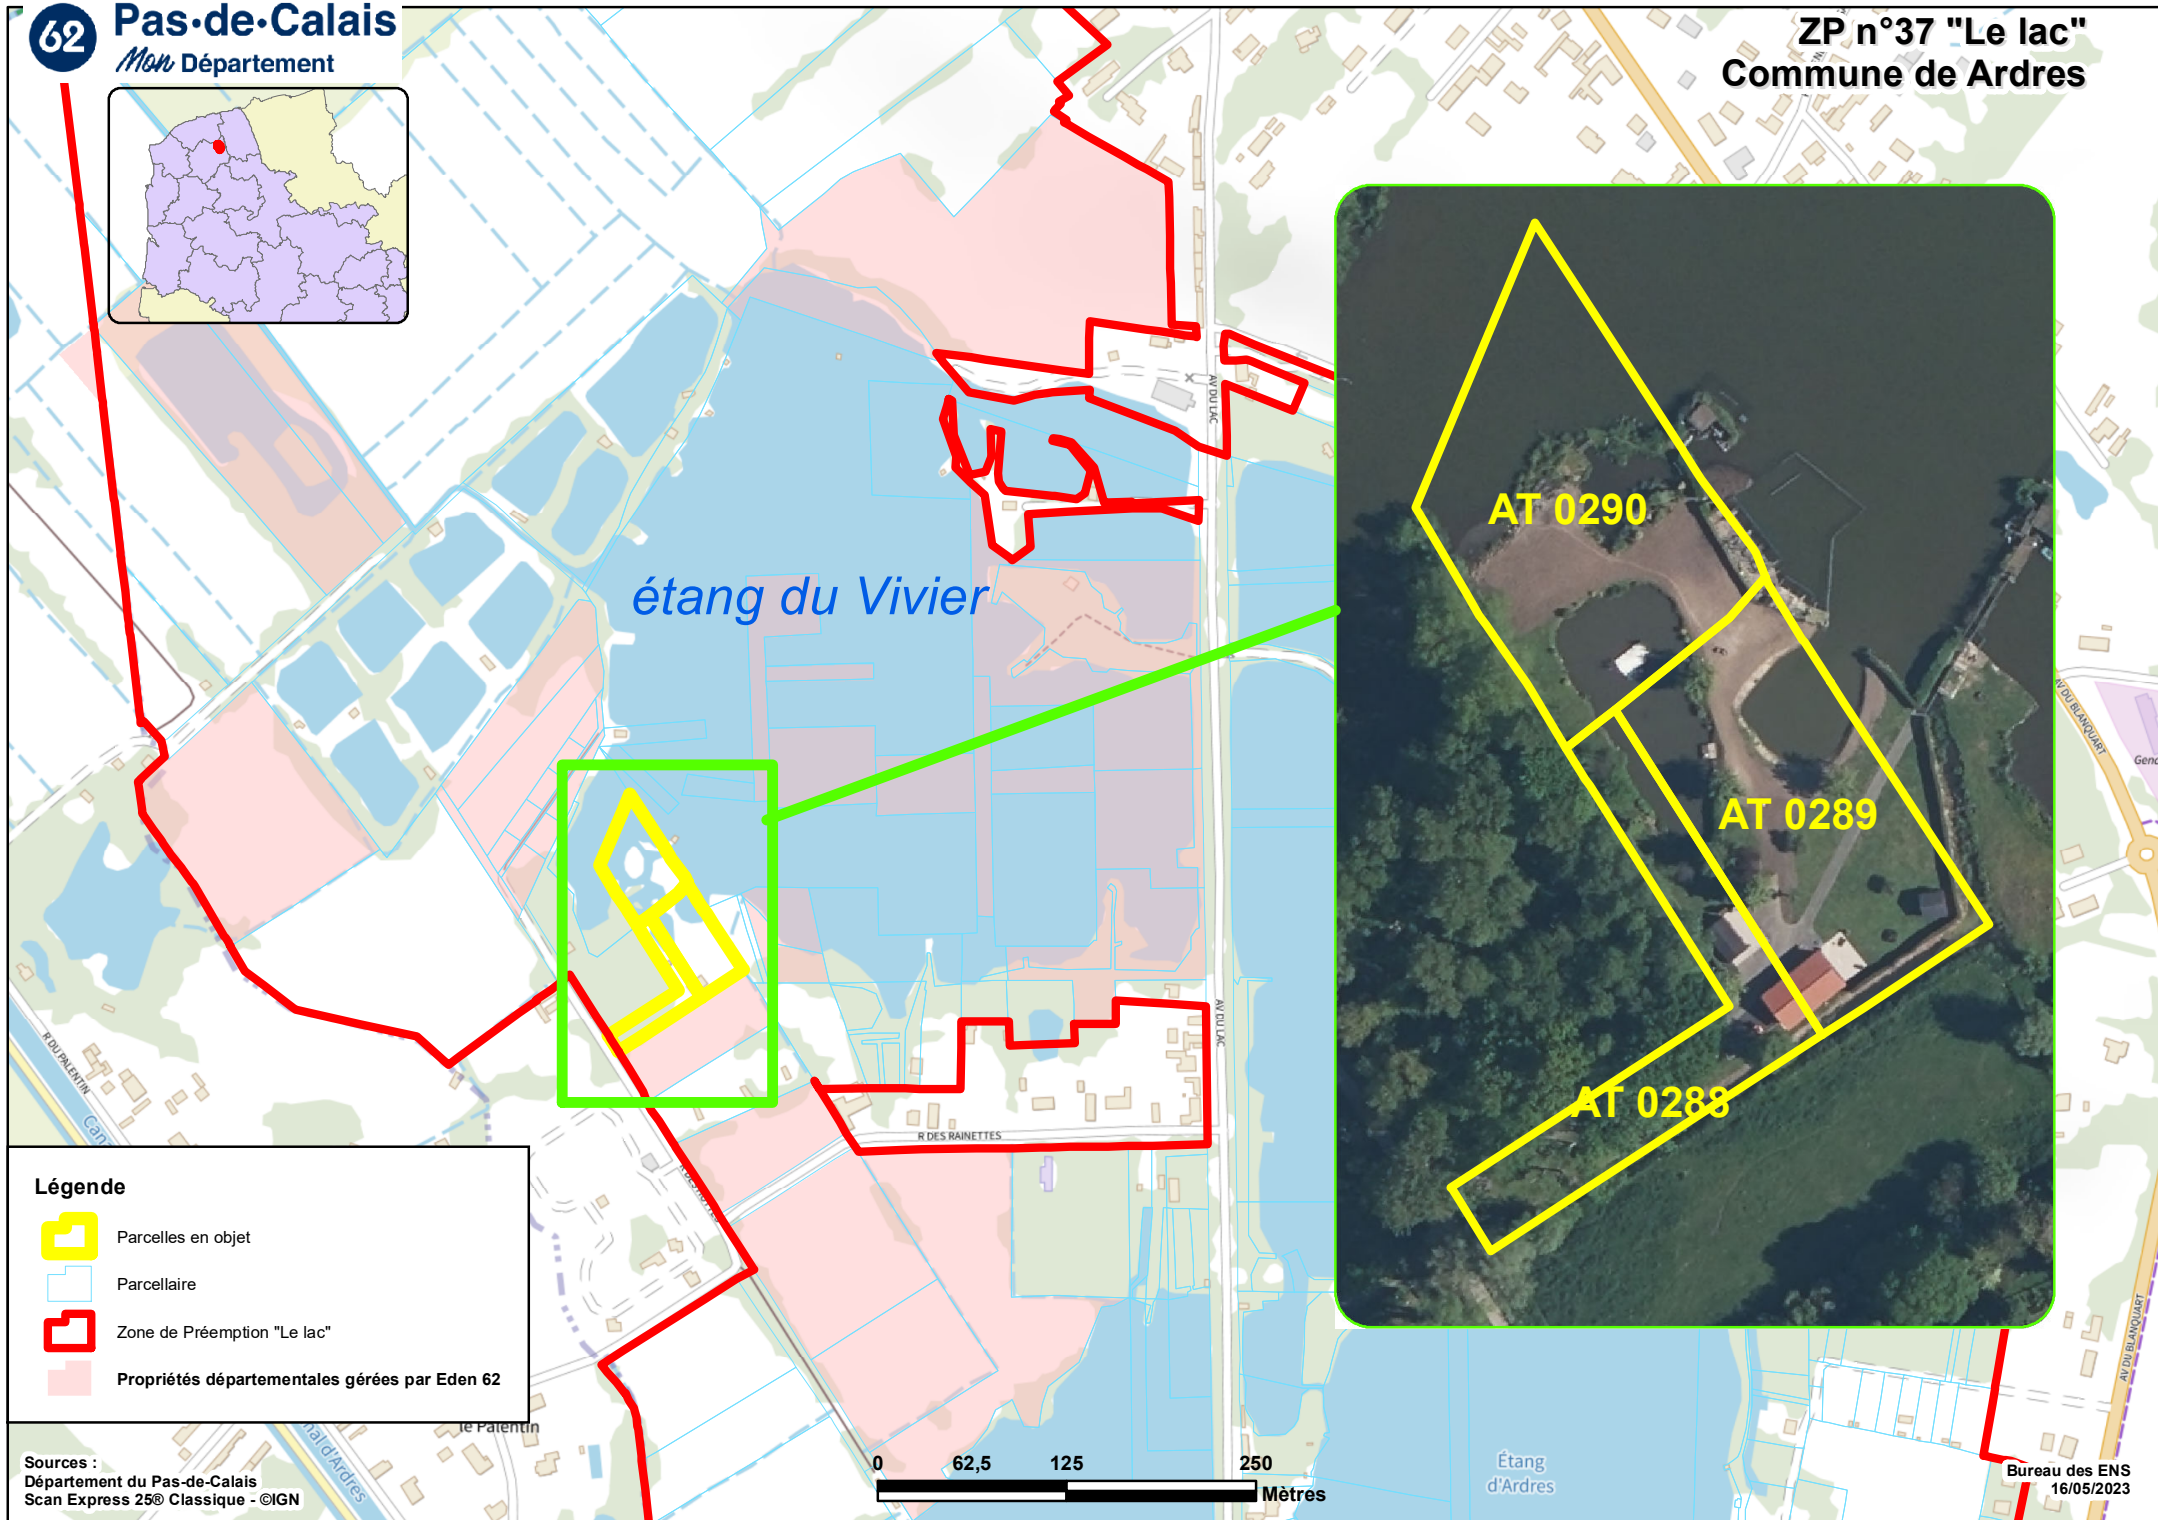 62 Pas·de·Calais
Mon Département
ZP n°37 "Le lac"
Commune de Ardres
AV DU LAC
étang du Vivier
AT 0290
AT 0289
AT 0288
AV DU BLANQUART
R DU PALENTIN
AV DU LAC
R DES RAINETTES
Légende
Parcelles en objet
Parcellaire
Zone de Préemption "Le lac"
Propriétés départementales gérées par Eden 62
le Palentin
nal d'Ardres
AV DU BLANQUART
Étang
d'Ardres
0 62,5 125 250
Mètres
Sources :
Département du Pas-de-Calais
Scan Express 25® Classique - ©IGN
Bureau des ENS
16/05/2023